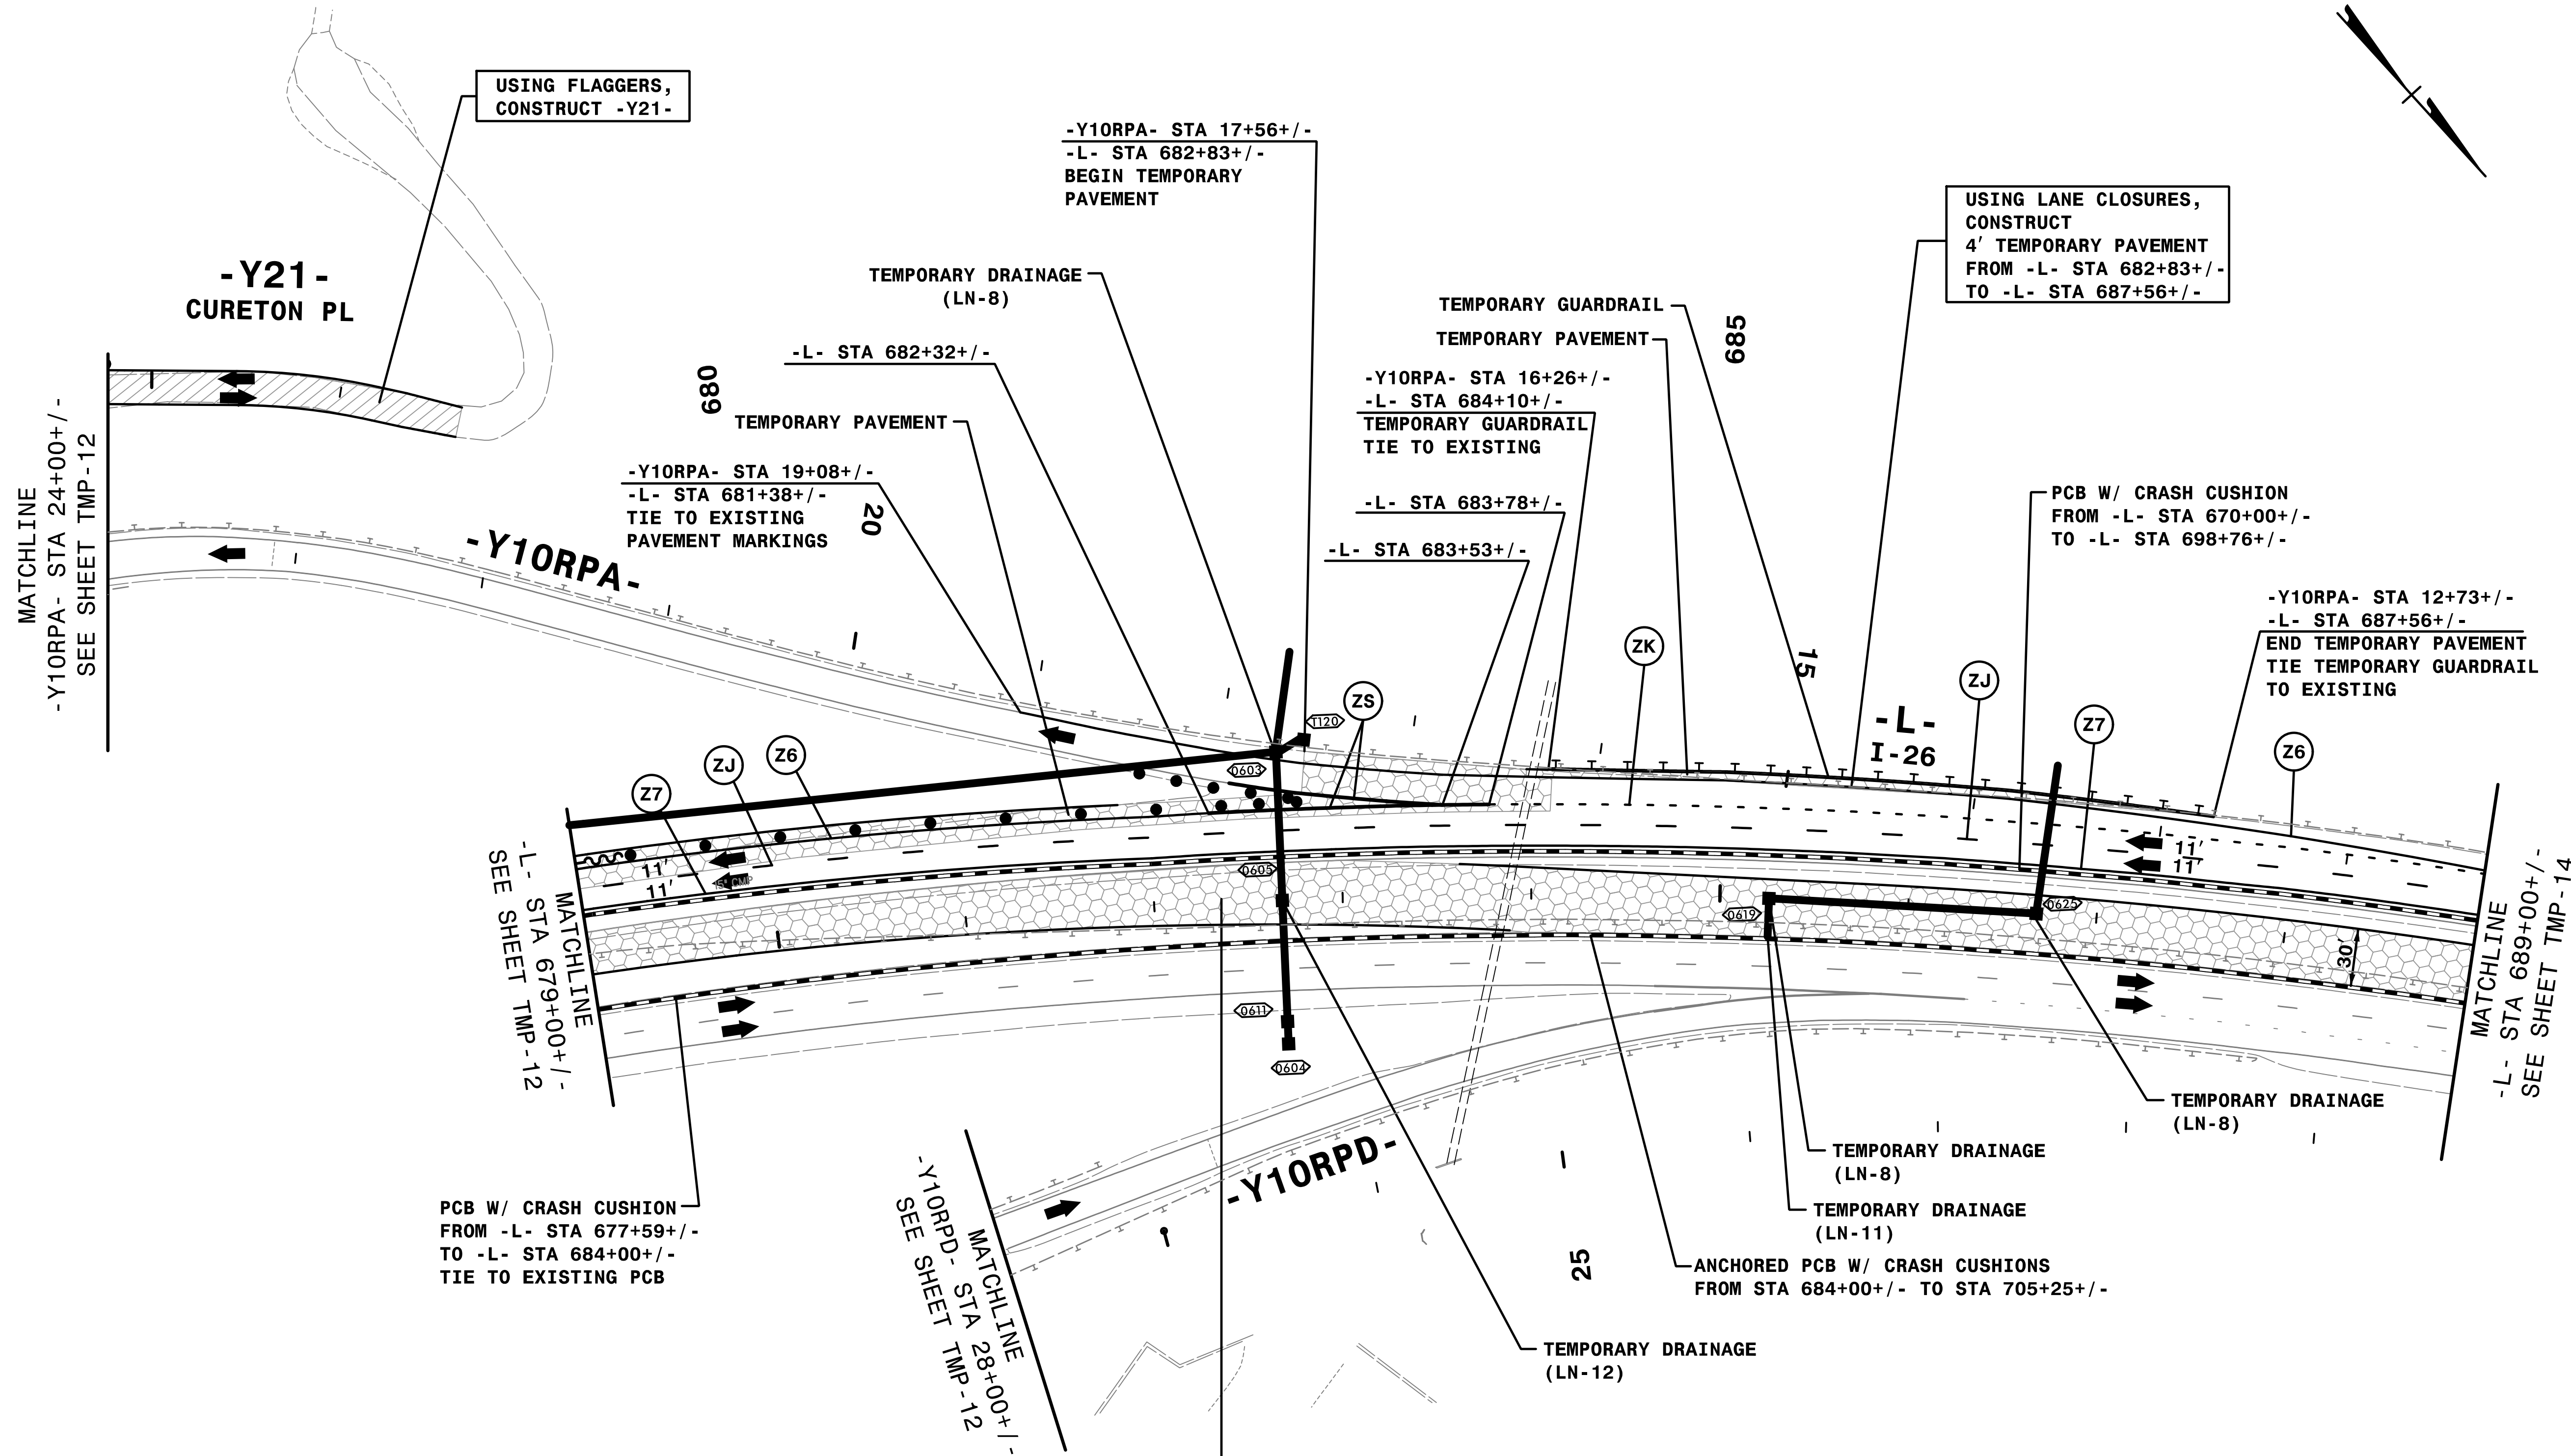 USING FLAGGERS,
CONSTRUCT -Y21-
-Y21-
CURETON PL
MATCHLINE
-Y10RPA- STA 24+00+/-
SEE SHEET TMP-12
-Y10RPA- STA 17+56+/-
-L- STA 682+83+/-
BEGIN TEMPORARY
PAVEMENT
TEMPORARY DRAINAGE
(LN-8)
-L- STA 682+32+/-
680
TEMPORARY PAVEMENT
-Y10RPA- STA 19+08+/-
-L- STA 681+38+/-
TIE TO EXISTING
PAVEMENT MARKINGS
20
-Y10RPA-
USING LANE CLOSURES,
CONSTRUCT
4' TEMPORARY PAVEMENT
FROM -L- STA 682+83+/-
TO -L- STA 687+56+/-
TEMPORARY GUARDRAIL
TEMPORARY PAVEMENT
685
-Y10RPA- STA 16+26+/-
-L- STA 684+10+/-
TEMPORARY GUARDRAIL
TIE TO EXISTING
-L- STA 683+78+/-
-L- STA 683+53+/-
PCB W/ CRASH CUSHION
FROM -L- STA 670+00+/-
TO -L- STA 698+76+/-
-Y10RPA- STA 12+73+/-
-L- STA 687+56+/-
END TEMPORARY PAVEMENT
TIE TEMPORARY GUARDRAIL
TO EXISTING
ZK
15
ZJ
-L-
I-26
Z7
Z6
ZS
T120
0603
Z6
ZJ
Z7
11'
11'
15" CMP
11'
11'
0605
0619
0625
30'
0611
0604
MATCHLINE
-L- STA 679+00+/-
SEE SHEET TMP-12
MATCHLINE
-L- STA 689+00+/-
SEE SHEET TMP-14
TEMPORARY DRAINAGE
(LN-8)
TEMPORARY DRAINAGE
(LN-8)
TEMPORARY DRAINAGE
(LN-11)
ANCHORED PCB W/ CRASH CUSHIONS
FROM STA 684+00+/- TO STA 705+25+/-
TEMPORARY DRAINAGE
(LN-12)
25
-Y10RPD-
PCB W/ CRASH CUSHION
FROM -L- STA 677+59+/-
TO -L- STA 684+00+/-
TIE TO EXISTING PCB
MATCHLINE
-Y10RPD- STA 28+00+/-
SEE SHEET TMP-12